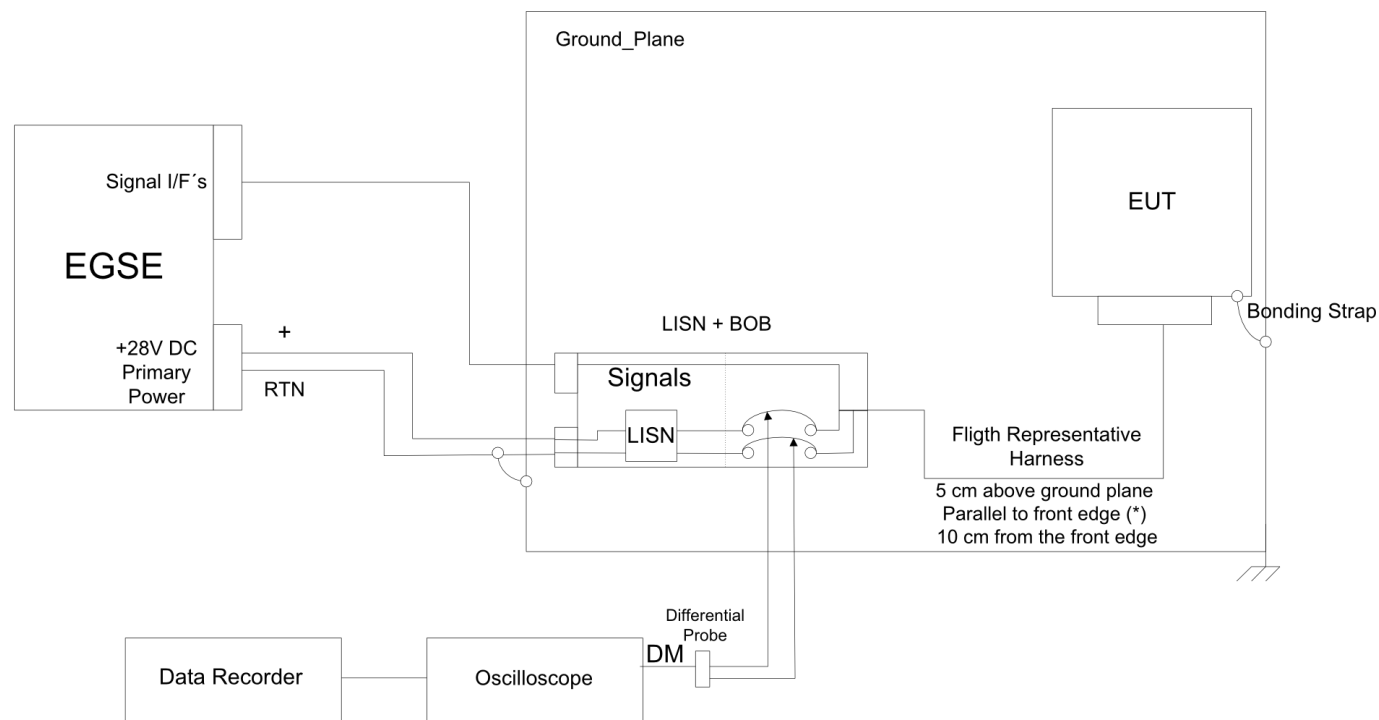 Ground_Plane
Signal I/F´s
EGSE
EUT
Bonding Strap
LISN + BOB
+28V DC
Primary
Power
+
RTN
Signals
LISN
Fligth Representative
Harness
5 cm above ground plane
Parallel to front edge (*)
10 cm from the front edge
Differential
Probe
DM
Data Recorder
Oscilloscope